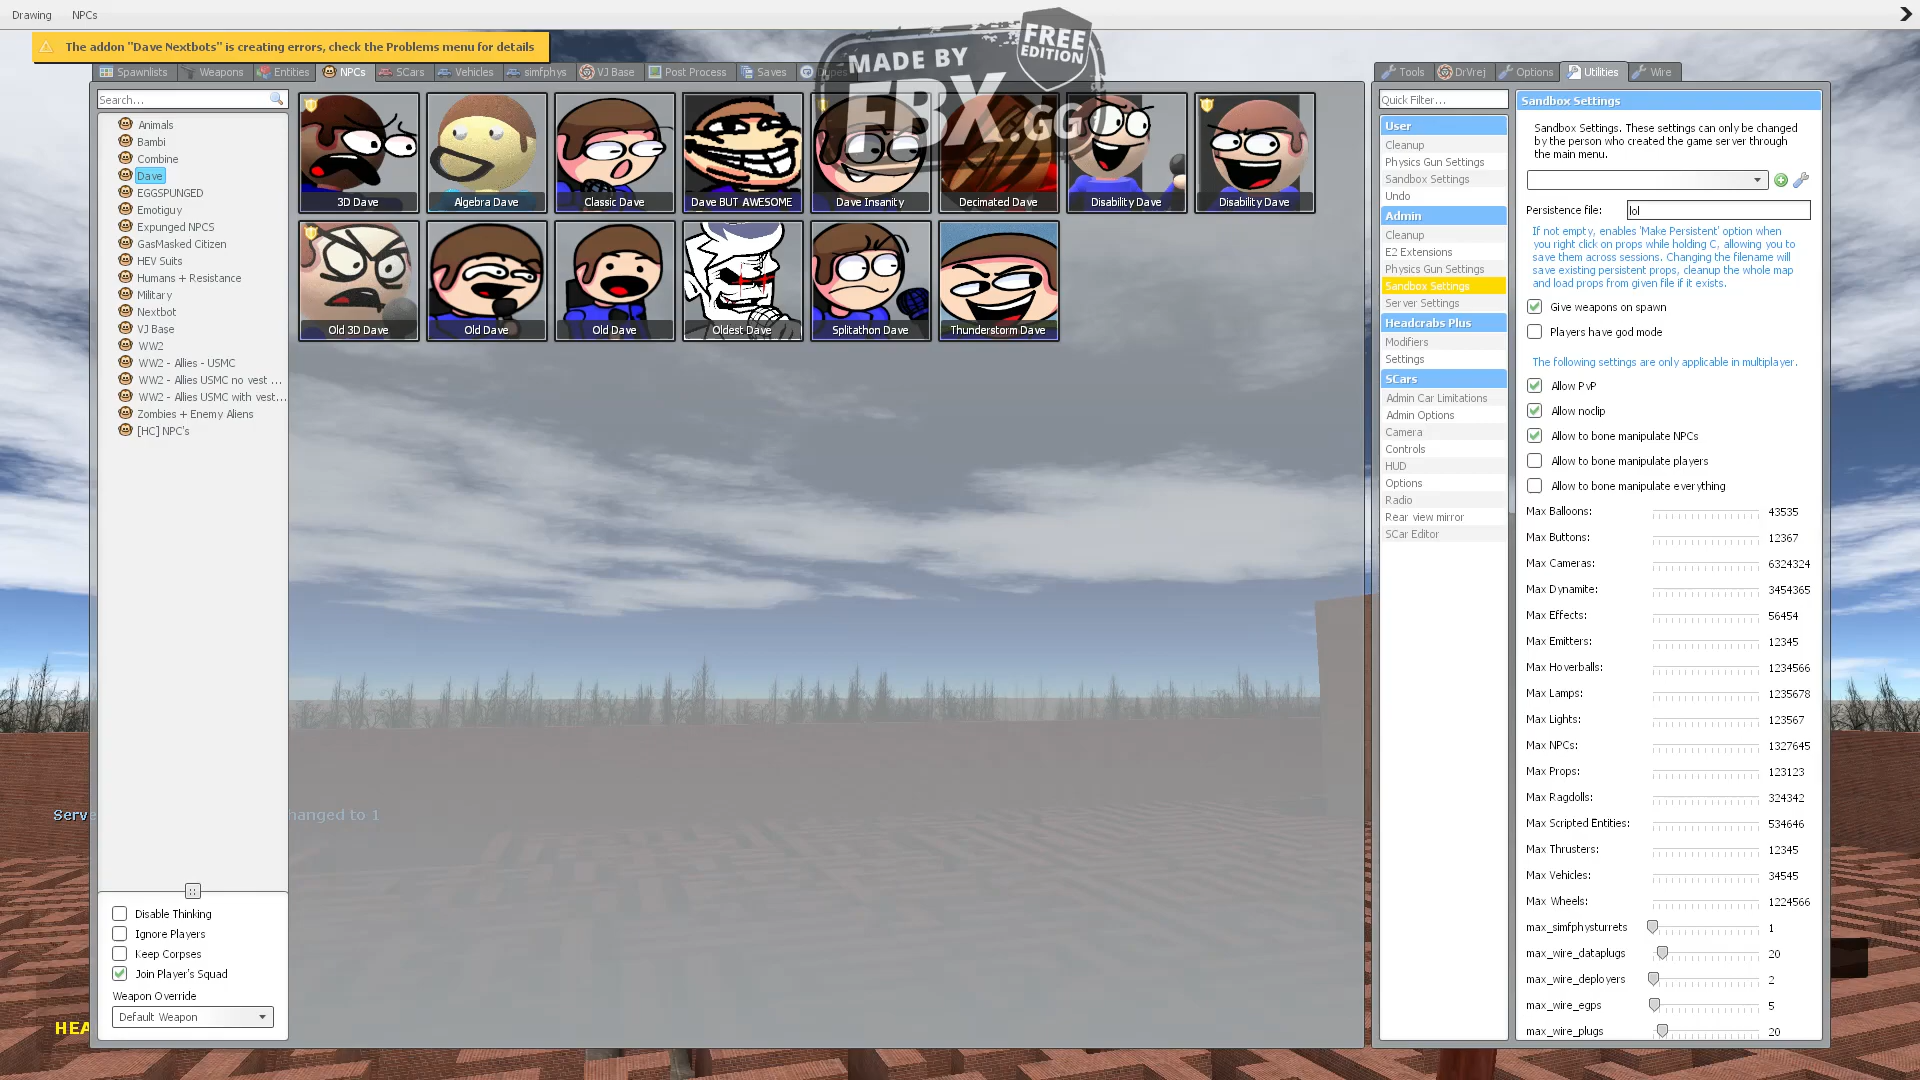 Drawing NPCs
The addon "Dave Nextbots" is creating errors, check the Problems menu for details
MADE BY
FBX.GG
FREE
EDITION
Spawnlists Weapons Entities NPCs SCars Vehicles simfphys VJ Base Post Process Saves Dupes
Search...
Animals
Bambi
Combine
Dave
EGGSPUNGED
Emotiguy
Expunged NPCS
GasMasked Citizen
HEV Suits
Humans + Resistance
Military
Nextbot
VJ Base
WW2
WW2 - Allies - USMC
WW2 - Allies USMC no vest ...
WW2 - Allies USMC with vest...
Zombies + Enemy Aliens
[HC] NPC's
3D Dave
Algebra Dave
Classic Dave
Dave BUT AWESOME
Dave Insanity
Decimated Dave
Disability Dave
Disability Dave
Old 3D Dave
Old Dave
Old Dave
Oldest Dave
Splitathon Dave
Thunderstorm Dave
Serve
hanged to 1
HEA
Disable Thinking
Ignore Players
Keep Corpses
Join Player's Squad
Weapon Override
Default Weapon
Tools DrVrej Options Utilities Wire
Quick Filter...
User
Cleanup
Physics Gun Settings
Sandbox Settings
Undo
Admin
Cleanup
E2 Extensions
Physics Gun Settings
Sandbox Settings
Server Settings
Headcrabs Plus
Modifiers
Settings
SCars
Admin Car Limitations
Admin Options
Camera
Controls
HUD
Options
Radio
Rear view mirror
SCar Editor
Sandbox Settings
Sandbox Settings. These settings can only be changed
by the person who created the game server through
the main menu.
Persistence file: lol
If not empty, enables 'Make Persistent' option when
you right click on props while holding C, allowing you to
save them across sessions. Changing the filename will
save existing persistent props, cleanup the whole map
and load props from given file if it exists.
Give weapons on spawn
Players have god mode
The following settings are only applicable in multiplayer.
Allow PvP
Allow noclip
Allow to bone manipulate NPCs
Allow to bone manipulate players
Allow to bone manipulate everything
Max Balloons: 43535
Max Buttons: 12367
Max Cameras: 6324324
Max Dynamite: 3454365
Max Effects: 56454
Max Emitters: 12345
Max Hoverballs: 1234566
Max Lamps: 1235678
Max Lights: 123567
Max NPCs: 1327645
Max Props: 123123
Max Ragdolls: 324342
Max Scripted Entities: 534646
Max Thrusters: 12345
Max Vehicles: 34545
Max Wheels: 1224566
max_simfphysturrets 1
max_wire_dataplugs 20
max_wire_deployers 2
max_wire_egps 5
max_wire_plugs 20